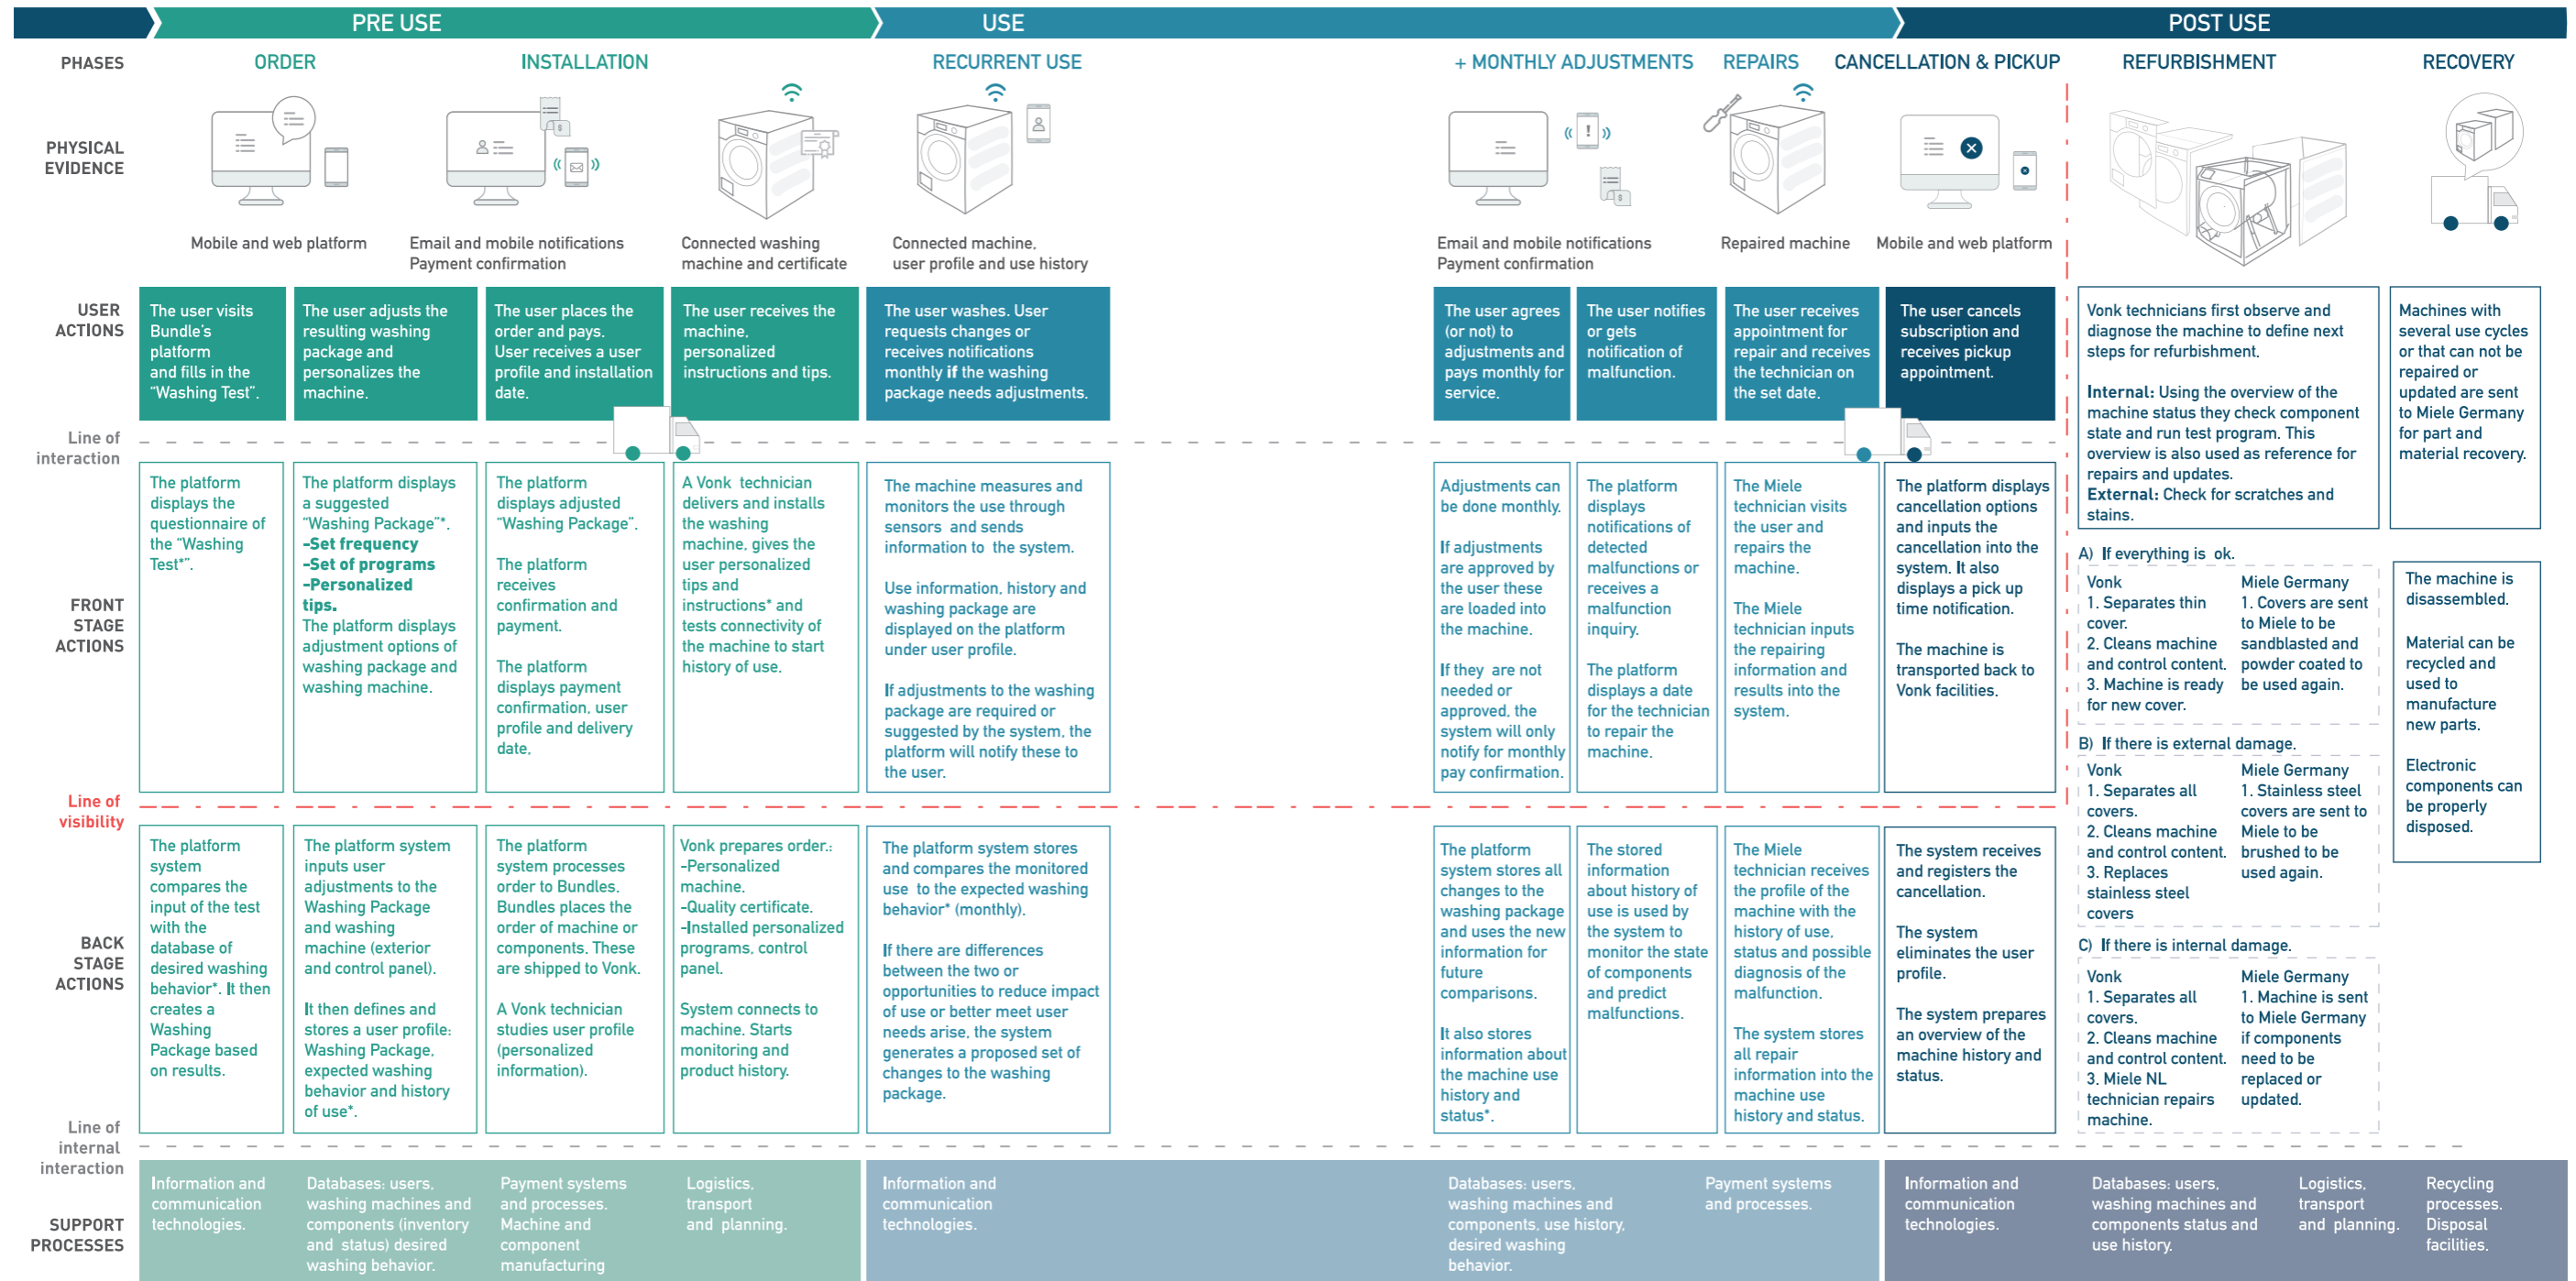 PRE USE
USE
POST USE
PHASES
ORDER
INSTALLATION
RECURRENT USE
+ MONTHLY ADJUSTMENTS
REPAIRS
CANCELLATION & PICKUP
REFURBISHMENT
RECOVERY
PHYSICAL
EVIDENCE
Mobile and web platform
Email and mobile notifications
Payment confirmation
Connected washing
machine and certificate
Connected machine,
user profile and use history
Email and mobile notifications
Payment confirmation
Repaired machine
Mobile and web platform
USER
ACTIONS
The user visits
Bundle's
platform
and fills in the
“Washing Test”.
The user adjusts the
resulting washing
package and
personalizes the
machine.
The user places the
order and pays.
User receives a user
profile and installation
date.
The user receives the
machine,
personalized
instructions and tips.
The user washes. User
requests changes or
receives notifications
monthly if the washing
package needs adjustments.
The user agrees
(or not) to
adjustments and
pays monthly for
service.
The user notifies
or gets
notification of
malfunction.
The user receives
appointment for
repair and receives
the technician on
the set date.
The user cancels
subscription and
receives pickup
appointment.
Vonk technicians first observe and
diagnose the machine to define next
steps for refurbishment.
Internal: Using the overview of the
machine status they check component
state and run test program. This
overview is also used as reference for
repairs and updates.
External: Check for scratches and
stains.
Machines with
several use cycles
or that can not be
repaired or
updated are sent
to Miele Germany
for part and
material recovery.
Line of
interaction
FRONT
STAGE
ACTIONS
The platform
displays the
questionnaire of
the “Washing
Test*”.
The platform displays
a suggested
“Washing Package”*.
-Set frequency
-Set of programs
-Personalized
tips.
The platform displays
adjustment options of
washing package and
washing machine.
The platform
displays adjusted
“Washing Package”.
The platform
receives
confirmation and
payment.
The platform
displays payment
confirmation, user
profile and delivery
date,
A Vonk technician
delivers and installs
the washing
machine, gives the
user personalized
tips and
instructions* and
tests connectivity of
the machine to start
history of use.
The machine measures and
monitors the use through
sensors and sends
information to the system.
Use information, history and
washing package are
displayed on the platform
under user profile.
If adjustments to the washing
package are required or
suggested by the system, the
platform will notify these to
the user.
Adjustments can
be done monthly.
If adjustments
are approved by
the user these
are loaded into
the machine.
If they are not
needed or
approved, the
system will only
notify for monthly
pay confirmation.
The platform
displays
notifications of
detected
malfunctions or
receives a
malfunction
inquiry.
The platform
displays a date
for the technician
to repair the
machine.
The Miele
technician visits
the user and
repairs the
machine.
The Miele
technician inputs
the repairing
information and
results into the
system.
The platform displays
cancellation options
and inputs the
cancellation into the
system. It also
displays a pick up
time notification.
The machine is
transported back to
Vonk facilities.
A) If everything is ok.
Vonk
1. Separates thin
cover.
2. Cleans machine
and control content.
3. Machine is ready
for new cover.
Miele Germany
1. Covers are sent
to Miele to be
sandblasted and
powder coated to
be used again.
B) If there is external damage.
Vonk
1. Separates all
covers.
2. Cleans machine
and control content.
3. Replaces
stainless steel
covers
Miele Germany
1. Stainless steel
covers are sent to
Miele to be
brushed to be
used again.
C) If there is internal damage.
Vonk
1. Separates all
covers.
2. Cleans machine
and control content.
3. Miele NL
technician repairs
machine.
Miele Germany
1. Machine is sent
to Miele Germany
if components
need to be
replaced or
updated.
The machine is
disassembled.
Material can be
recycled and
used to
manufacture
new parts.
Electronic
components can
be properly
disposed.
Line of
visibility
BACK
STAGE
ACTIONS
The platform
system
compares the
input of the test
with the
database of
desired washing
behavior*. It then
creates a
Washing
Package based
on results.
The platform system
inputs user
adjustments to the
Washing Package
and washing
machine (exterior
and control panel).
It then defines and
stores a user profile:
Washing Package,
expected washing
behavior and history
of use*.
The platform
system processes
order to Bundles.
Bundles places the
order of machine or
components. These
are shipped to Vonk.
A Vonk technician
studies user profile
(personalized
information).
Vonk prepares order.:
-Personalized
machine.
-Quality certificate.
-Installed personalized
programs, control
panel.
System connects to
machine. Starts
monitoring and
product history.
The platform system stores
and compares the monitored
use to the expected washing
behavior* (monthly).
If there are differences
between the two or
opportunities to reduce impact
of use or better meet user
needs arise, the system
generates a proposed set of
changes to the washing
package.
The platform
system stores all
changes to the
washing package
and uses the new
information for
future
comparisons.
It also stores
information about
the machine use
history and
status*.
The stored
information
about history of
use is used by
the system to
monitor the state
of components
and predict
malfunctions.
The Miele
technician receives
the profile of the
machine with the
history of use,
status and possible
diagnosis of the
malfunction.
The system stores
all repair
information into the
machine use
history and status.
The system receives
and registers the
cancellation.
The system
eliminates the user
profile.
The system prepares
an overview of the
machine history and
status.
Line of
internal
interaction
SUPPORT
PROCESSES
Information and
communication
technologies.
Databases: users,
washing machines and
components (inventory
and status) desired
washing behavior.
Payment systems
and processes.
Machine and
component
manufacturing
Logistics,
transport
and planning.
Information and
communication
technologies.
Databases: users,
washing machines and
components, use history,
desired washing
behavior.
Payment systems
and processes.
Information and
communication
technologies.
Databases: users,
washing machines and
components status and
use history.
Logistics,
transport
and planning.
Recycling
processes.
Disposal
facilities.